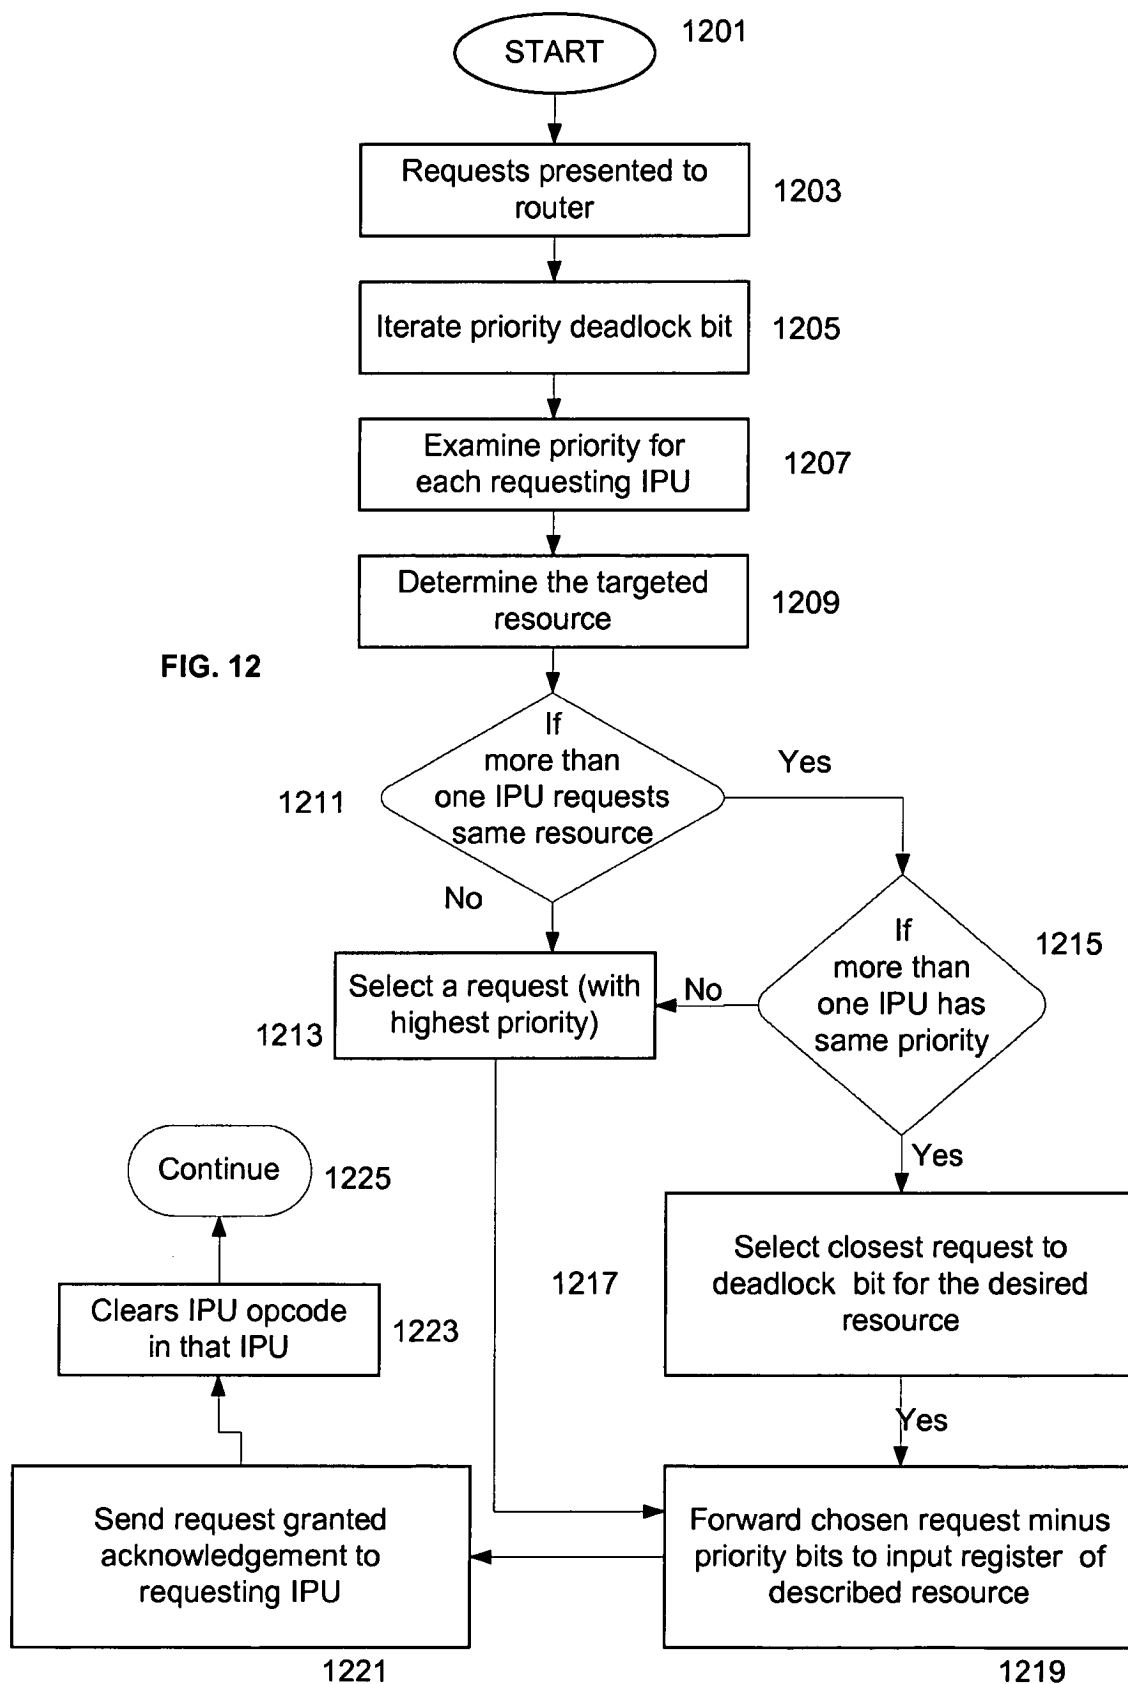 START
1201
Requests presented to
router
1203
Iterate priority deadlock bit
1205
Examine priority for
each requesting IPU
1207
Determine the targeted
resource
1209
FIG. 12
If
more than
one IPU requests
same resource
1211
Yes
No
If
more than
one IPU has
same priority
1215
No
Select a request (with
highest priority)
1213
Yes
Continue
1225
Select closest request to
deadlock bit for the desired
resource
1217
Clears IPU opcode
in that IPU
1223
Yes
Send request granted
acknowledgement to
requesting IPU
1221
Forward chosen request minus
priority bits to input register of
described resource
1219